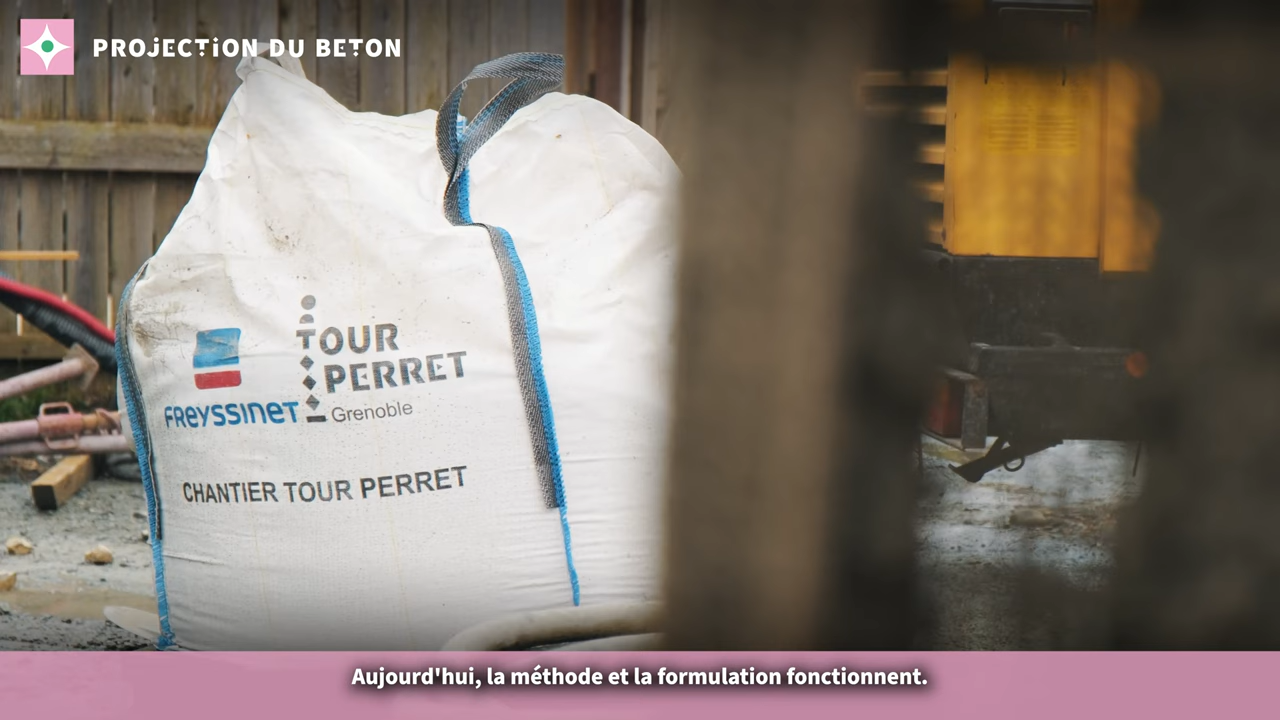 PROJECTION DU BETON
TOUR
PERRET
FREYSSINET
Grenoble
CHANTIER TOUR PERRET
Aujourd'hui, la méthode et la formulation fonctionnent.